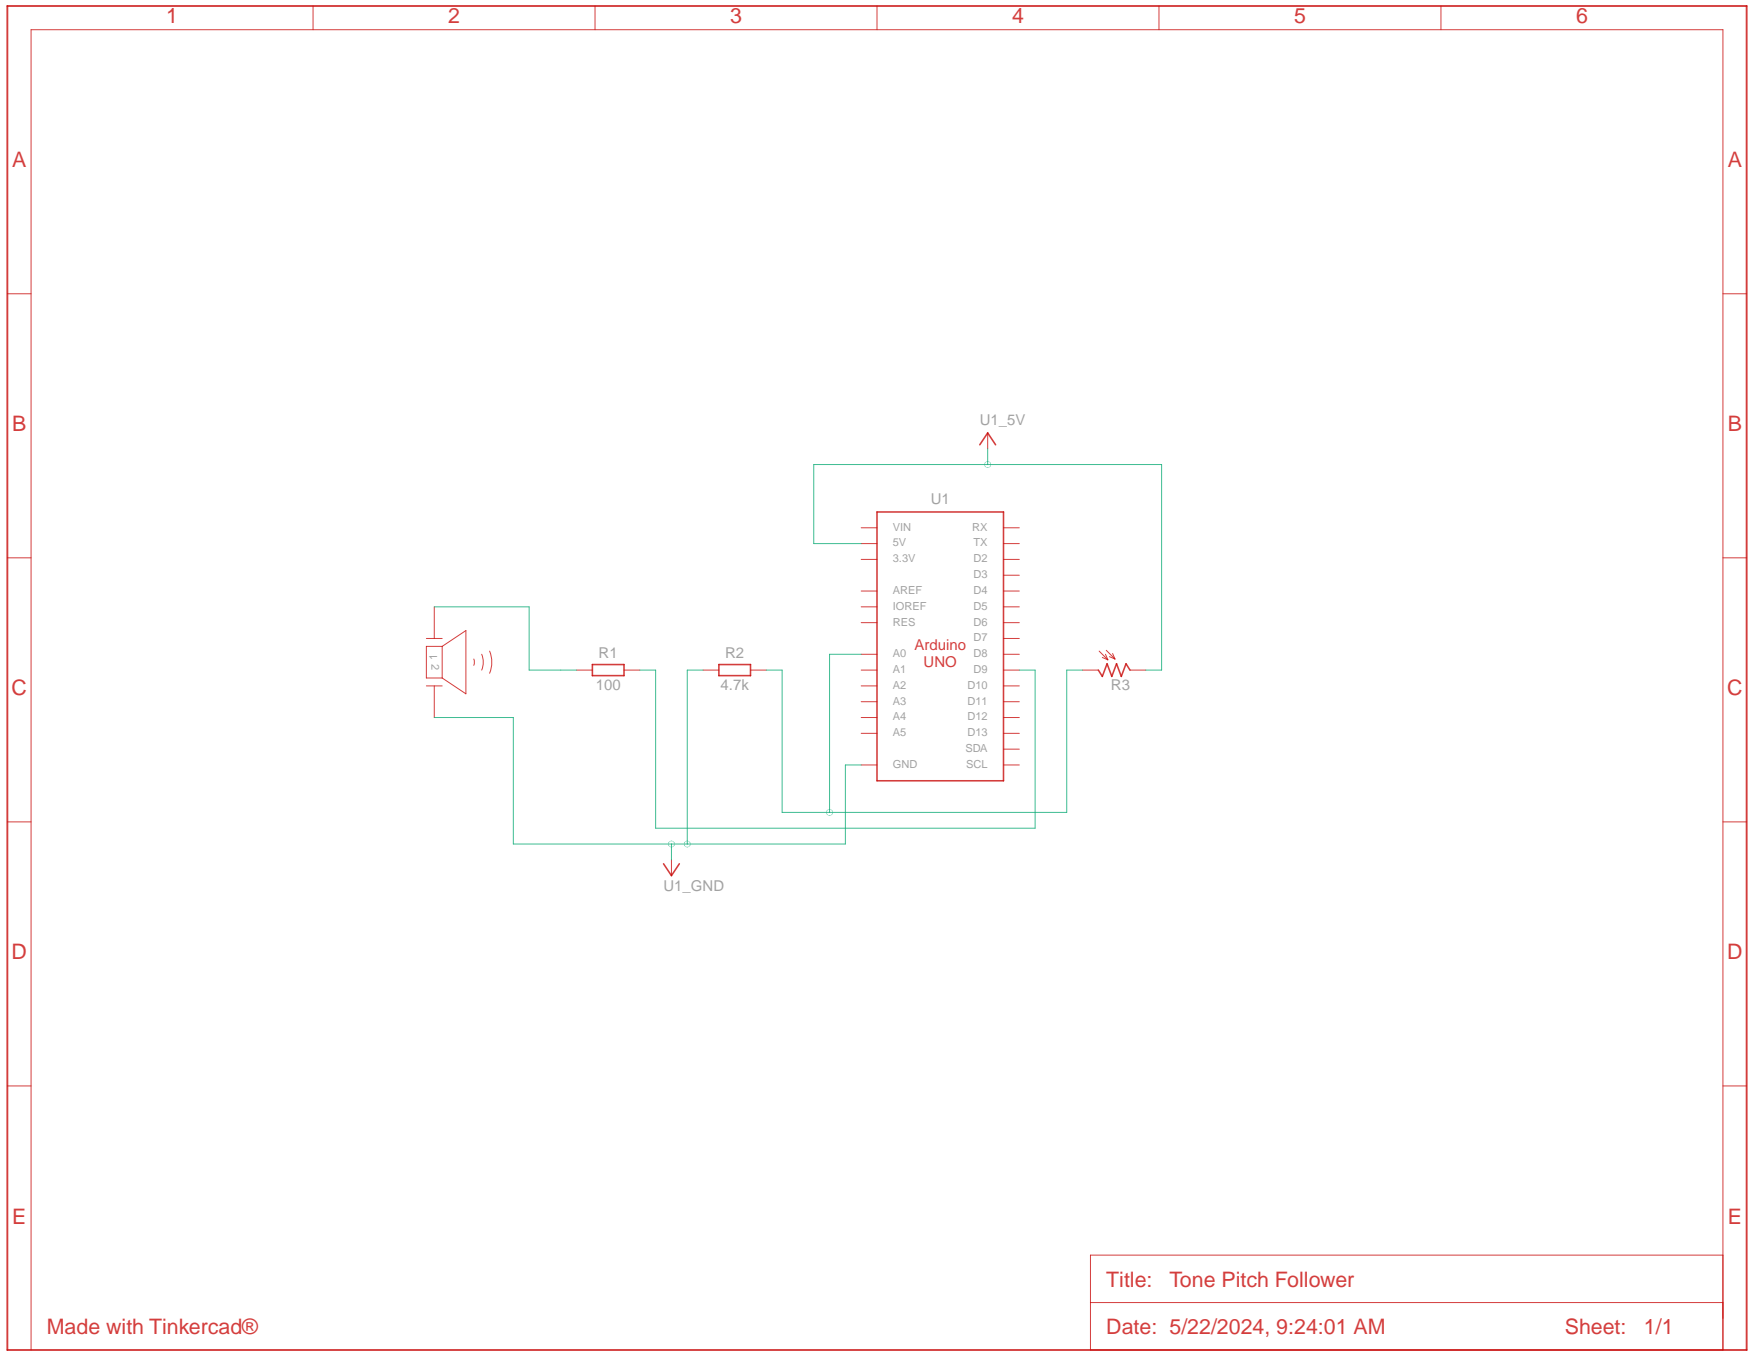 1 2 3 4 5 6
A A
B B
U1_5V
U1
VIN RX
5V TX
3.3V D2
D3
AREF D4
IOREF D5
RES D6
D7
Arduino
UNO
A0 D8
A1 D9
A2 D10
A3 D11
A4 D12
A5 D13
SDA
GND SCL
1 2
R1
100
R2
4.7k
R3
C C
U1_GND
D D
E E
Title: Tone Pitch Follower
Made with Tinkercad®
Date: 5/22/2024, 9:24:01 AM Sheet: 1/1